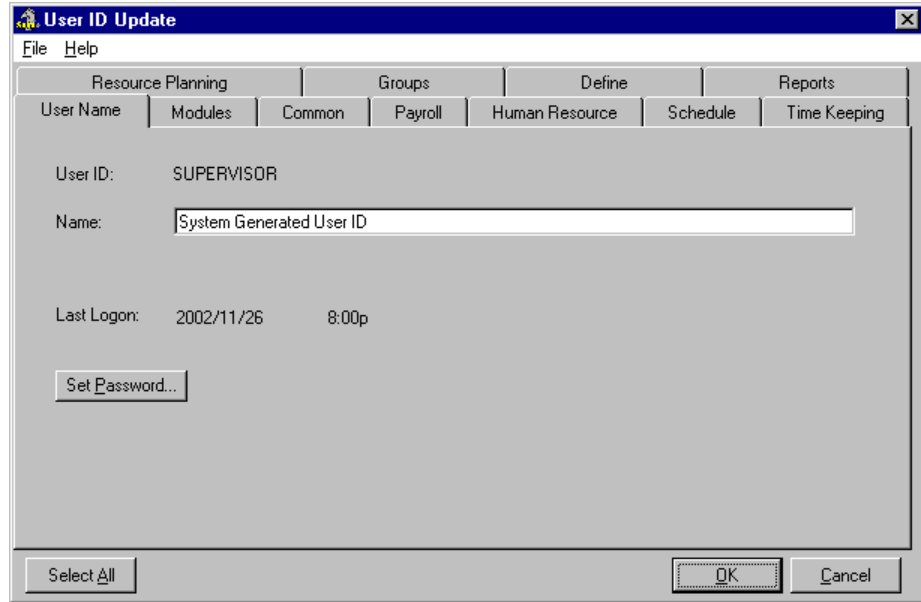 User ID Update
File Help
Resource Planning Groups Define Reports
User Name Modules Common Payroll Human Resource Schedule Time Keeping
User ID: SUPERVISOR
Name: System Generated User ID
Last Logon: 2002/11/26 8:00p
Set Password...
Select All OK Cancel